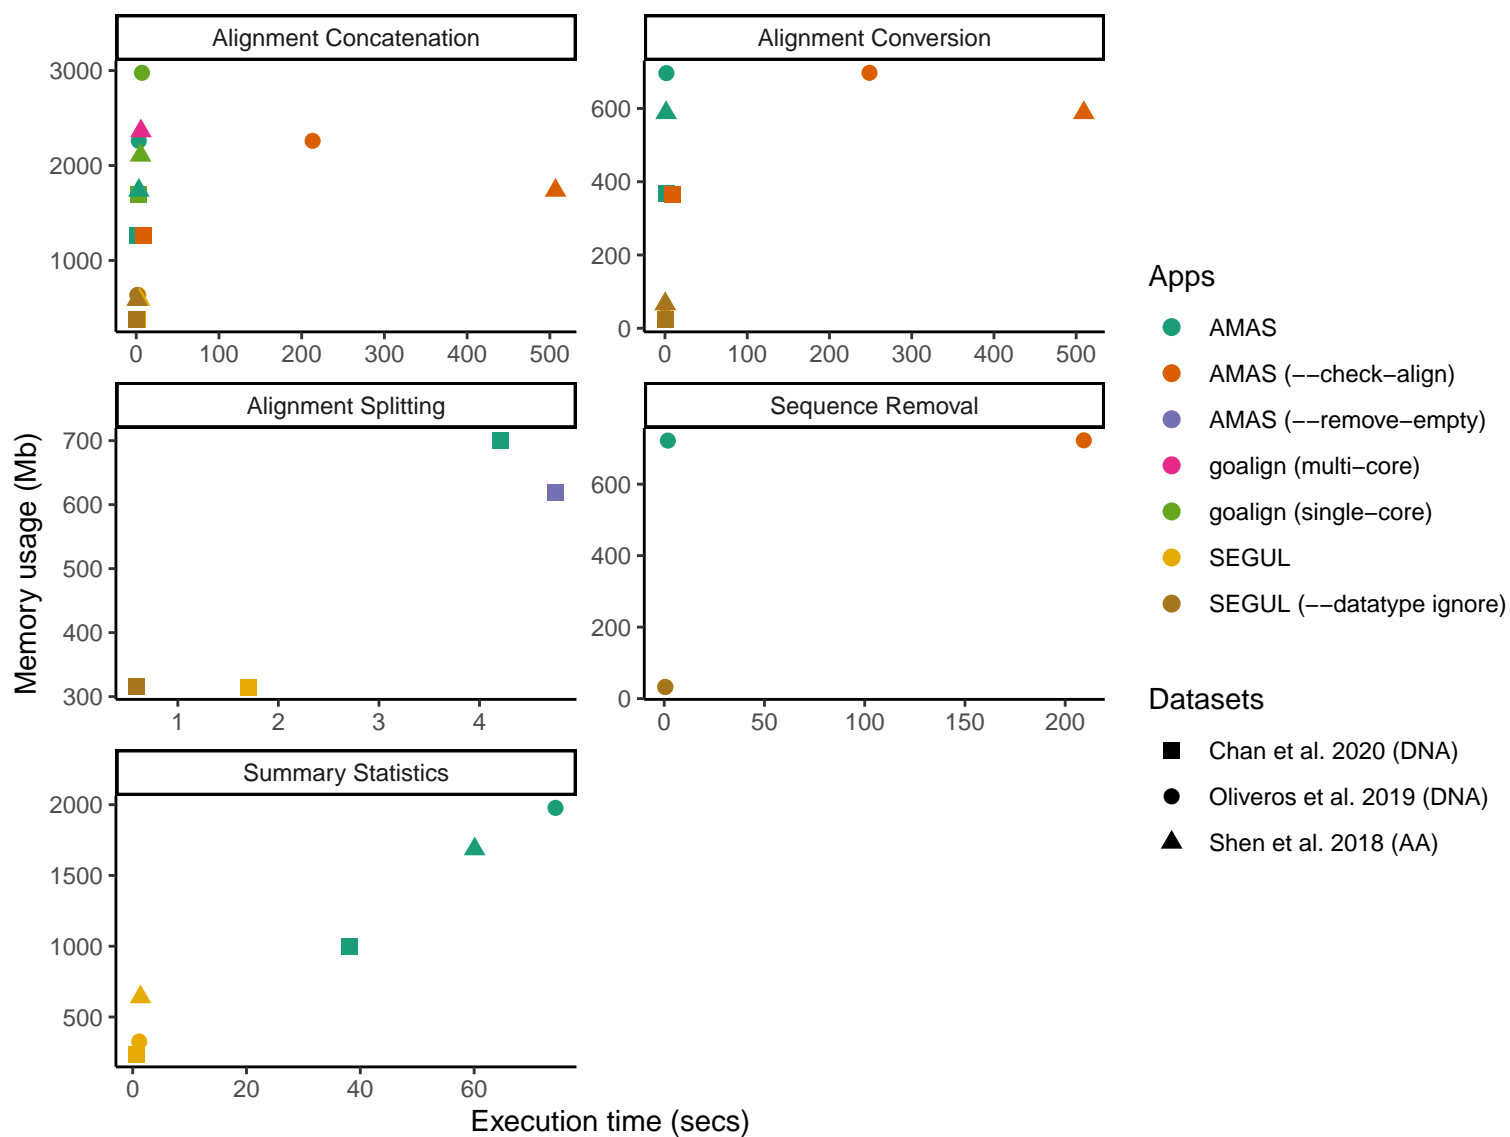 Alignment Concatenation
Alignment Conversion
3000
2000
1000
0
100
200
300
400
500
600
400
200
0
0
100
200
300
400
500
Alignment Splitting
Sequence Removal
700
600
500
400
300
1
2
3
4
600
400
200
0
0
50
100
150
200
Summary Statistics
2000
1500
1000
500
0
20
40
60
Memory usage (Mb)
Execution time (secs)
Apps
AMAS
AMAS (−−check−align)
AMAS (−−remove−empty)
goalign (multi−core)
goalign (single−core)
SEGUL
SEGUL (−−datatype ignore)
Datasets
Chan et al. 2020 (DNA)
Oliveros et al. 2019 (DNA)
Shen et al. 2018 (AA)